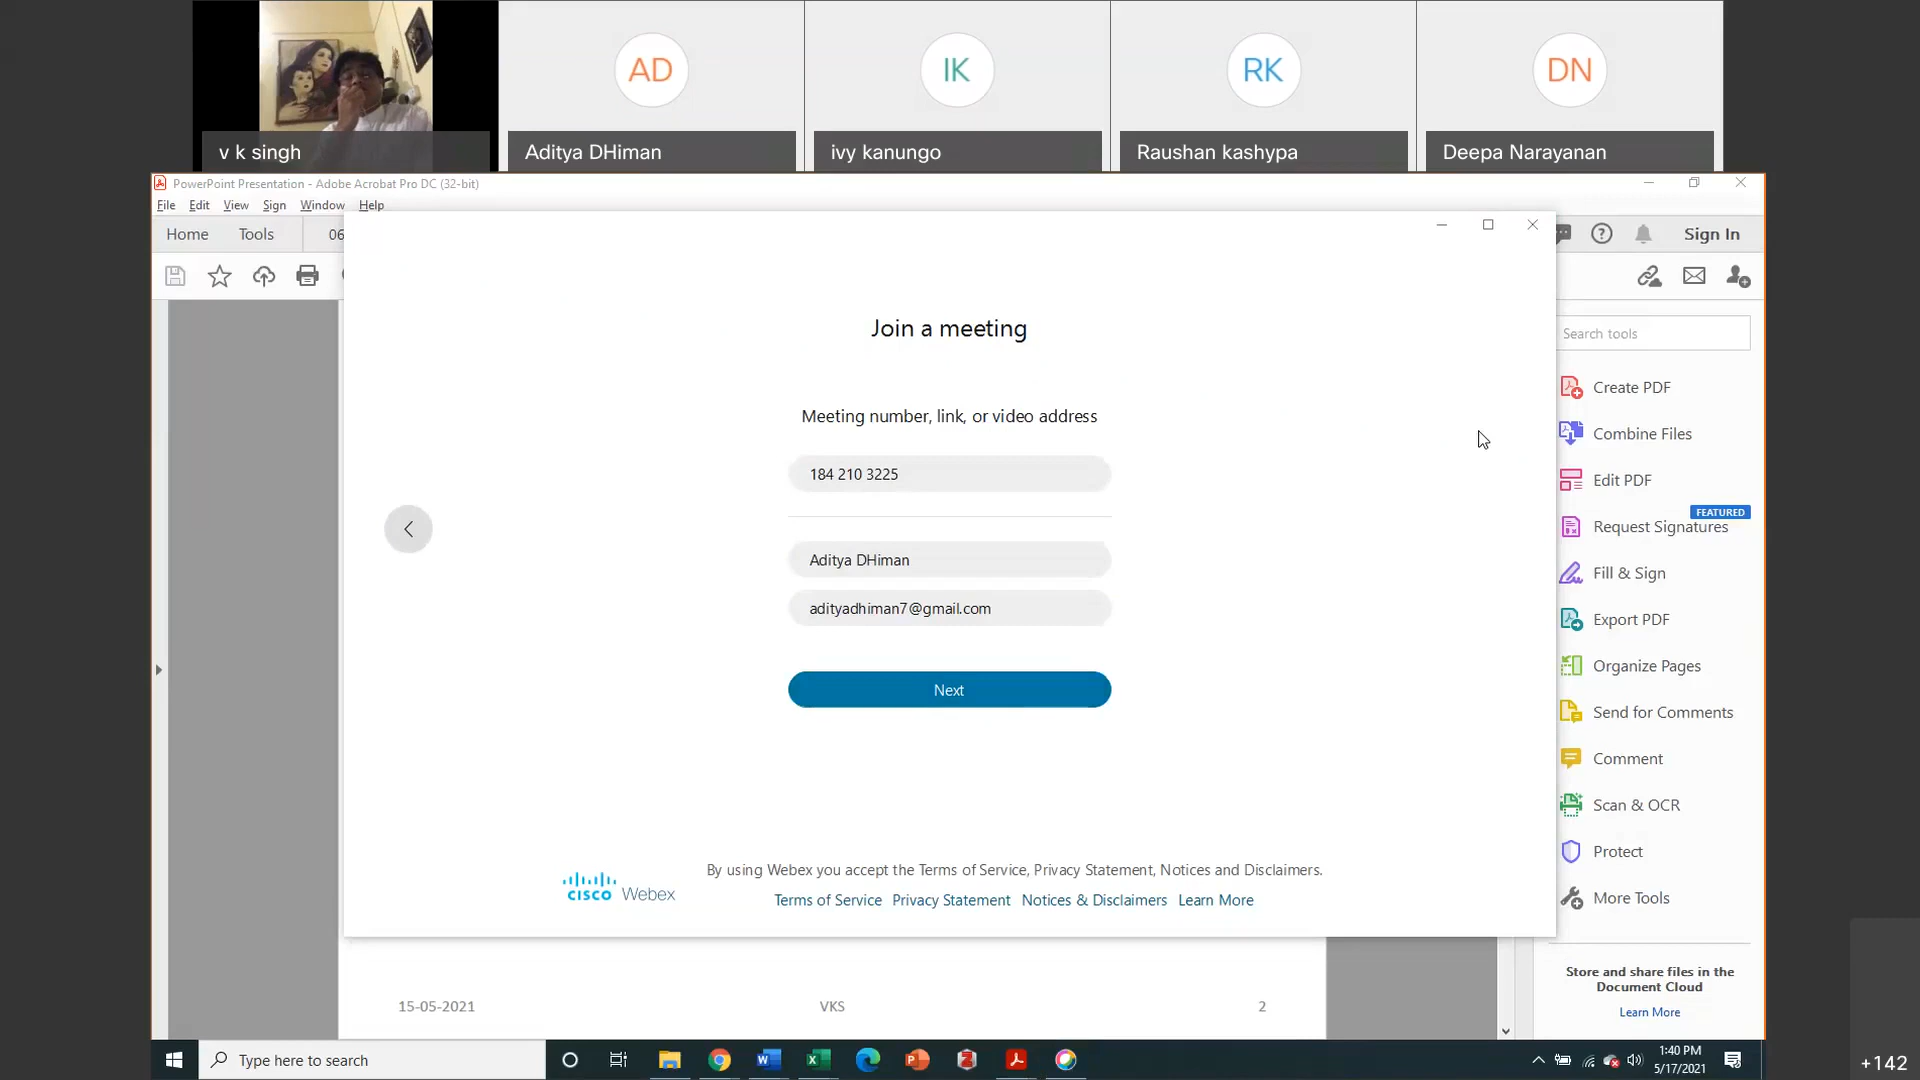 AD
IK
RK
DN
v k singh
Aditya DHiman
ivy kanungo
Raushan kashypa
Deepa Narayanan
PowerPoint Presentation - Adobe Acrobat Pro DC (32-bit)
File Edit View Sign Window Help
Home Tools 06
Sign In
Join a meeting
Search tools
Meeting number, link, or video address
184 210 3225
Aditya DHiman
adityadhiman7@gmail.com
Next
Create PDF
Combine Files
Edit PDF
FEATURED
Request Signatures
Fill & Sign
Export PDF
Organize Pages
Send for Comments
Comment
Scan & OCR
Protect
More Tools
By using Webex you accept the Terms of Service, Privacy Statement, Notices and Disclaimers.
cisco Webex
Terms of Service Privacy Statement Notices & Disclaimers Learn More
Store and share files in the
Document Cloud
Learn More
15-05-2021 VKS 2
Type here to search
1:40 PM
5/17/2021
+142